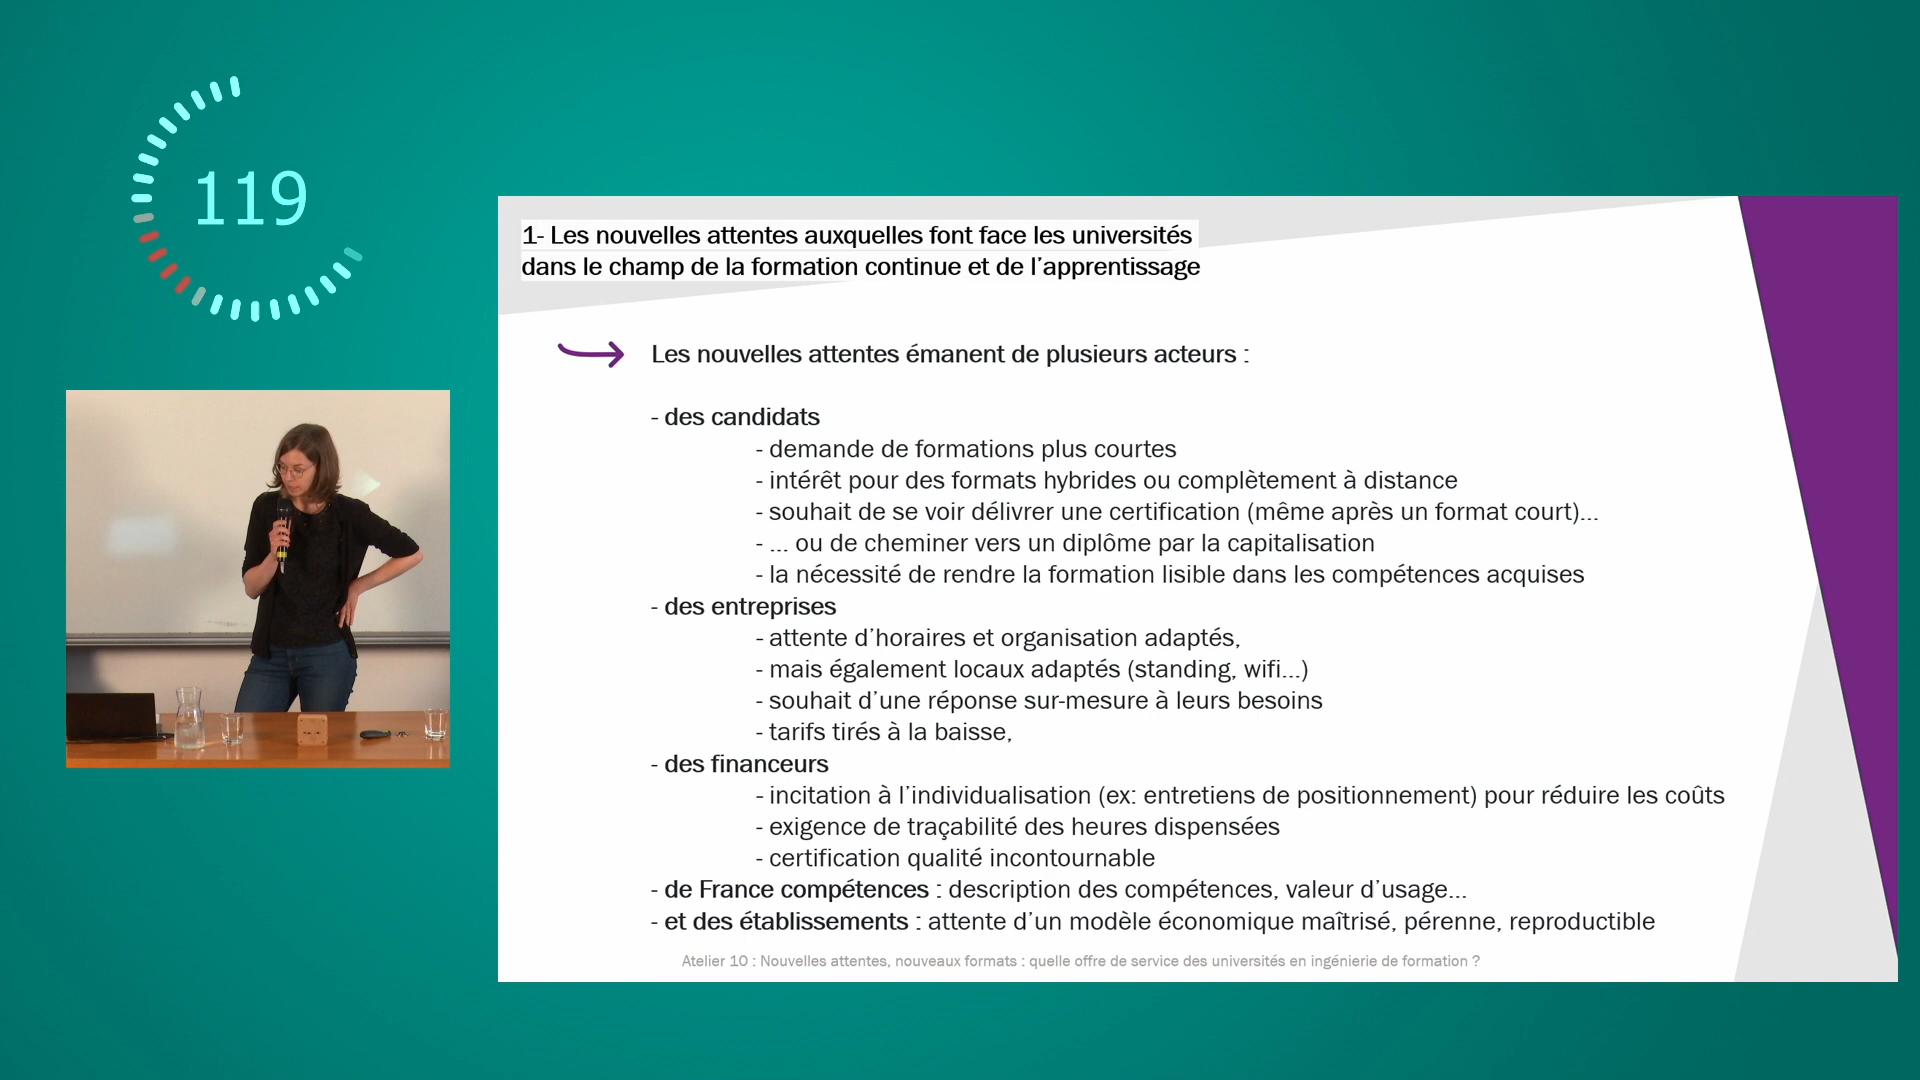 119
1- Les nouvelles attentes auxquelles font face les universités
dans le champ de la formation continue et de l'apprentissage
Les nouvelles attentes émanent de plusieurs acteurs :
- des candidats
- demande de formations plus courtes
- intérêt pour des formats hybrides ou complètement à distance
- souhait de se voir délivrer une certification (même après un format court)...
- ... ou de cheminer vers un diplôme par la capitalisation
- la nécessité de rendre la formation lisible dans les compétences acquises
- des entreprises
- attente d'horaires et organisation adaptés,
- mais également locaux adaptés (standing, wifi...)
- souhait d'une réponse sur-mesure à leurs besoins
- tarifs tirés à la baisse,
- des financeurs
- incitation à l'individualisation (ex: entretiens de positionnement) pour réduire les coûts
- exigence de traçabilité des heures dispensées
- certification qualité incontournable
- de France compétences : description des compétences, valeur d'usage...
- et des établissements : attente d'un modèle économique maîtrisé, pérenne, reproductible
Atelier 10 : Nouvelles attentes, nouveaux formats : quelle offre de service des universités en ingénierie de formation ?